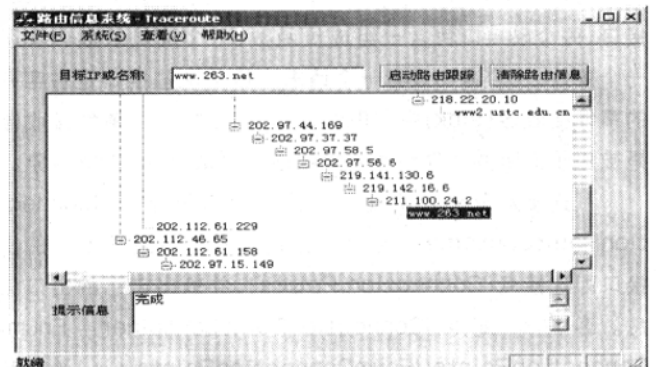 路由信息系统 - Traceroute
文件(F) 系统(S) 查看(V) 帮助(H)
目标IP或名称 www.263.net 启动路由跟踪 清除路由信息
218.22.20.10
www2.ustc.edu.cn
202.97.44.169
202.97.37.37
202.97.58.5
202.97.56.6
219.141.130.6
219.142.16.6
211.100.24.2
www.263.net
202.112.61.229
202.112.46.65
202.112.61.158
202.97.15.149
提示信息 完成
就绪